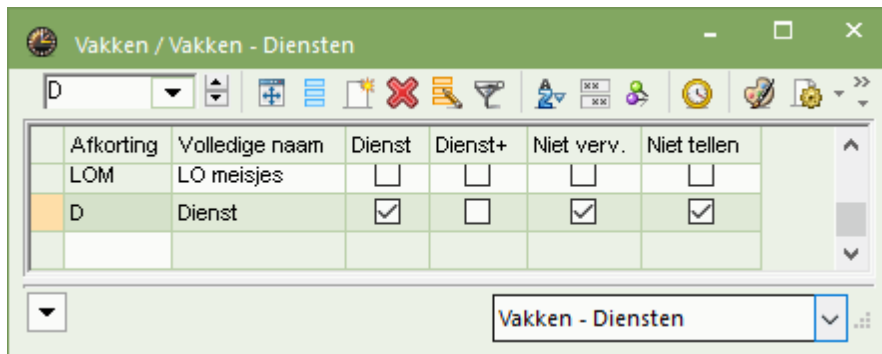 Vakken / Vakken - Diensten
D
Afkorting Volledige naam Dienst Dienst+ Niet verv. Niet tellen
LOM LO meisjes
D Dienst
Vakken - Diensten